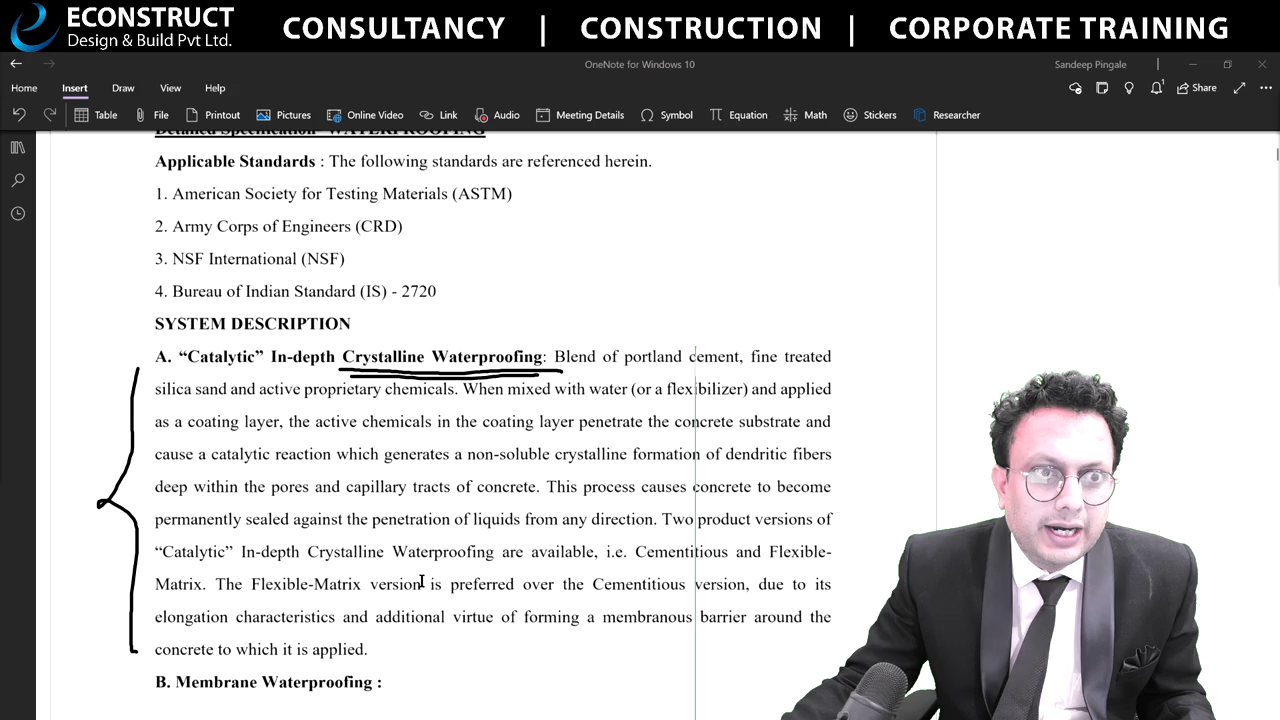 ECONSTRUCT
Design & Build Pvt Ltd.
CONSULTANCY | CONSTRUCTION | CORPORATE TRAINING
OneNote for Windows 10
Sandeep Pingale
Home Insert Draw View Help
1
Share
Table File Printout Pictures Online Video Link Audio Meeting Details Symbol Equation Math Stickers Researcher
Detailed Specification - WATERPROOFING
Applicable Standards : The following standards are referenced herein.
1. American Society for Testing Materials (ASTM)
2. Army Corps of Engineers (CRD)
3. NSF International (NSF)
4. Bureau of Indian Standard (IS) - 2720
SYSTEM DESCRIPTION
A. “Catalytic” In-depth Crystalline Waterproofing: Blend of portland cement, fine treated
silica sand and active proprietary chemicals. When mixed with water (or a flexibilizer) and applied
as a coating layer, the active chemicals in the coating layer penetrate the concrete substrate and
cause a catalytic reaction which generates a non-soluble crystalline formation of dendritic fibers
deep within the pores and capillary tracts of concrete. This process causes concrete to become
permanently sealed against the penetration of liquids from any direction. Two product versions of
“Catalytic” In-depth Crystalline Waterproofing are available, i.e. Cementitious and Flexible-
Matrix. The Flexible-Matrix version is preferred over the Cementitious version, due to its
elongation characteristics and additional virtue of forming a membranous barrier around the
concrete to which it is applied.
B. Membrane Waterproofing :